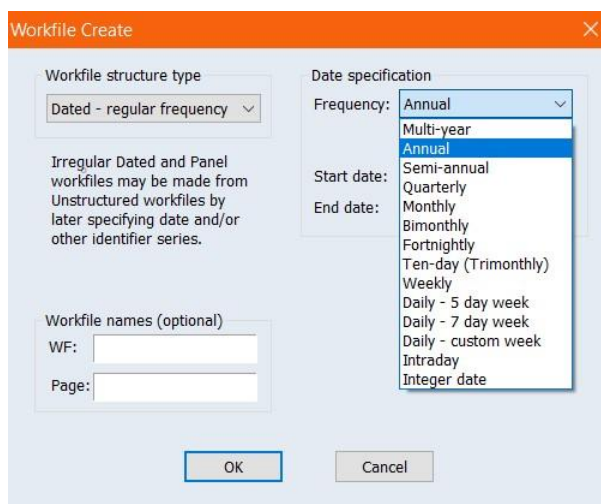 Workfile Create
Workfile structure type
Dated - regular frequency
Irregular Dated and Panel
workfiles may be made from
Unstructured workfiles by
later specifying date and/or
other identifier series.
Date specification
Frequency: Annual
Multi-year
Annual
Semi-annual
Quarterly
Monthly
Bimonthly
Fortnightly
Ten-day (Trimonthly)
Weekly
Daily - 5 day week
Daily - 7 day week
Daily - custom week
Intraday
Integer date
Start date:
End date:
Workfile names (optional)
WF:
Page:
OK
Cancel